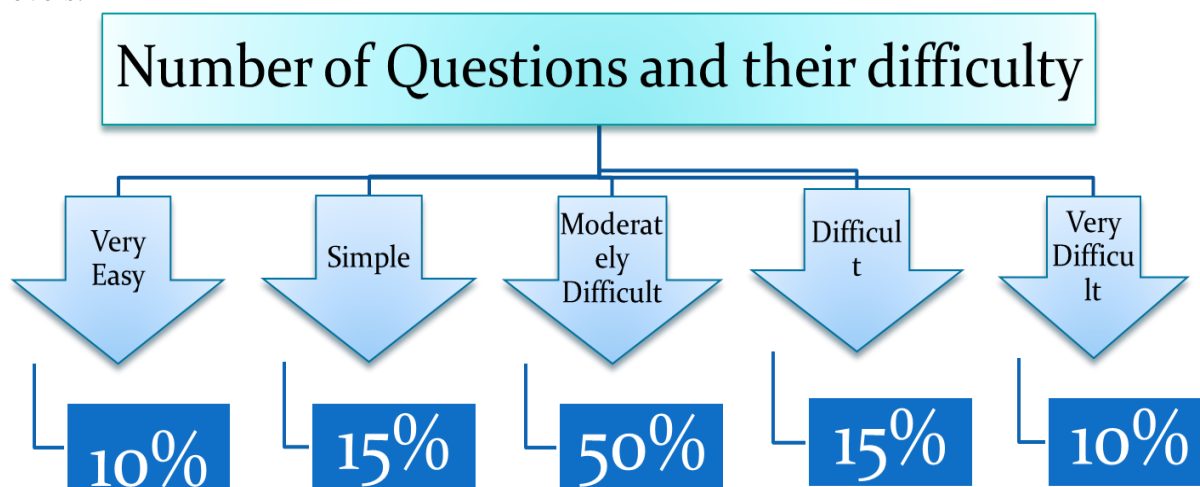 Number of Questions and their difficulty
Very
Easy
Simple
Moderat
ely
Difficult
Difficul
t
Very
Difficu
lt
10%
15%
50%
15%
10%